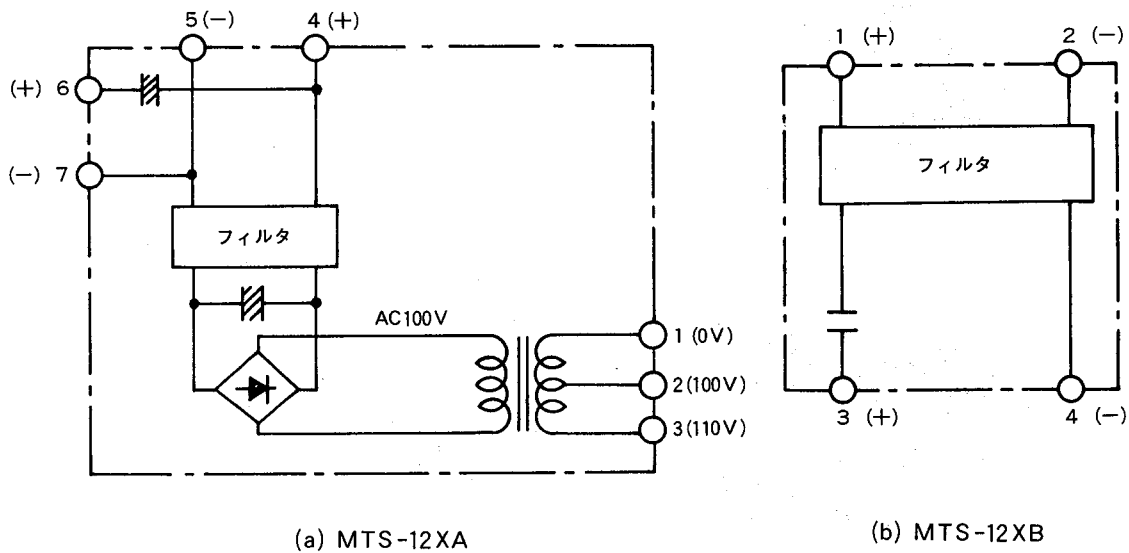 5(−)
4(+)
(+) 6
(−) 7
フィルタ
AC100V
1(0V)
2(100V)
3(110V)
(a) MTS-12XA
1 (+)
2 (−)
フィルタ
3 (+)
4 (−)
(b) MTS-12XB